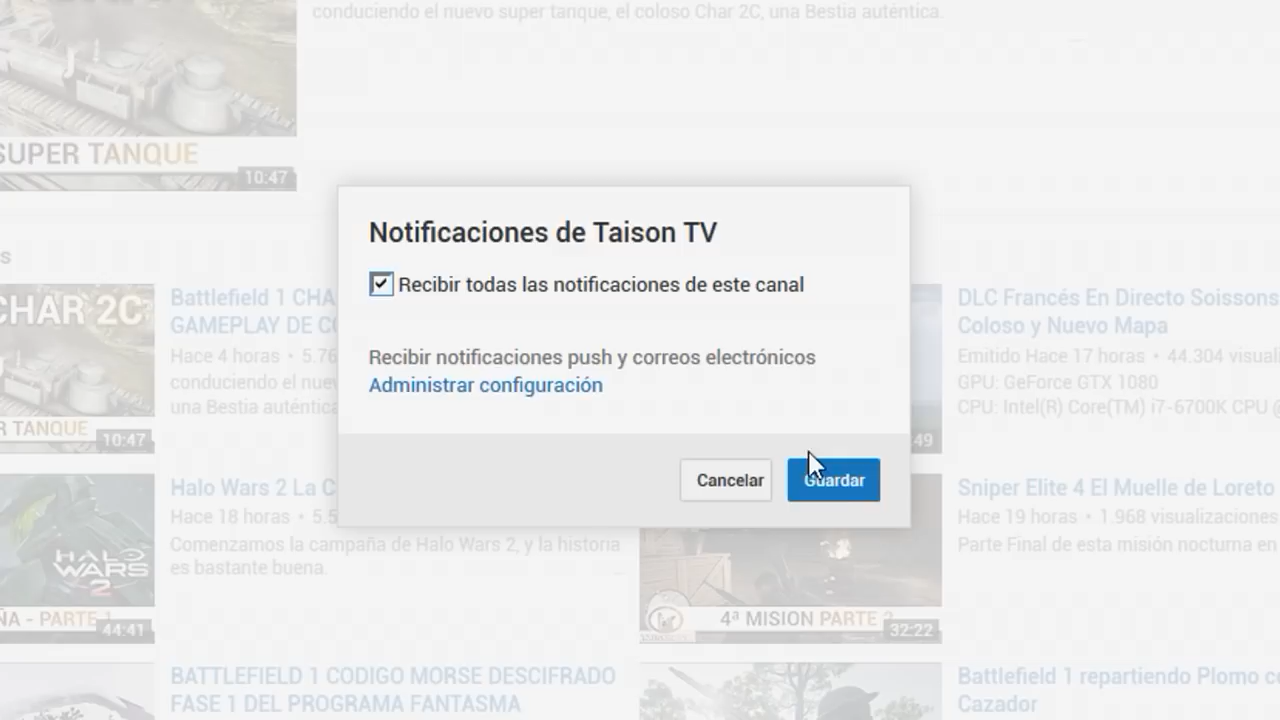 conduciendo el nuevo super tanque, el coloso Char 2C, una Bestia auténtica.
SUPER TANQUE
10:47
Notificaciones de Taison TV
Recibir todas las notificaciones de este canal
Recibir notificaciones push y correos electrónicos
Administrar configuración
Cancelar
Guardar
s
CHAR 2C
R TANQUE
10:47
Battlefield 1 CHA
GAMEPLAY DE C
Hace 4 horas • 5.76
conduciendo el nuev
una Bestia auténtica
49
DLC Francés En Directo Soissons
Coloso y Nuevo Mapa
Emitido Hace 17 horas • 44.304 visuali
GPU: GeForce GTX 1080
CPU: Intel(R) Core(TM) i7-6700K CPU @
HALO
WARS
2
ÑA - PARTE 1
44:41
Halo Wars 2 La C
Hace 18 horas • 5.5
Comenzamos la campaña de Halo Wars 2, y la historia
es bastante buena.
4ª MISION PARTE
32:22
Sniper Elite 4 El Muelle de Loreto
Hace 19 horas • 1.968 visualizaciones
Parte Final de esta misión nocturna en
BATTLEFIELD 1 CODIGO MORSE DESCIFRADO
FASE 1 DEL PROGRAMA FANTASMA
Battlefield 1 repartiendo Plomo co
Cazador